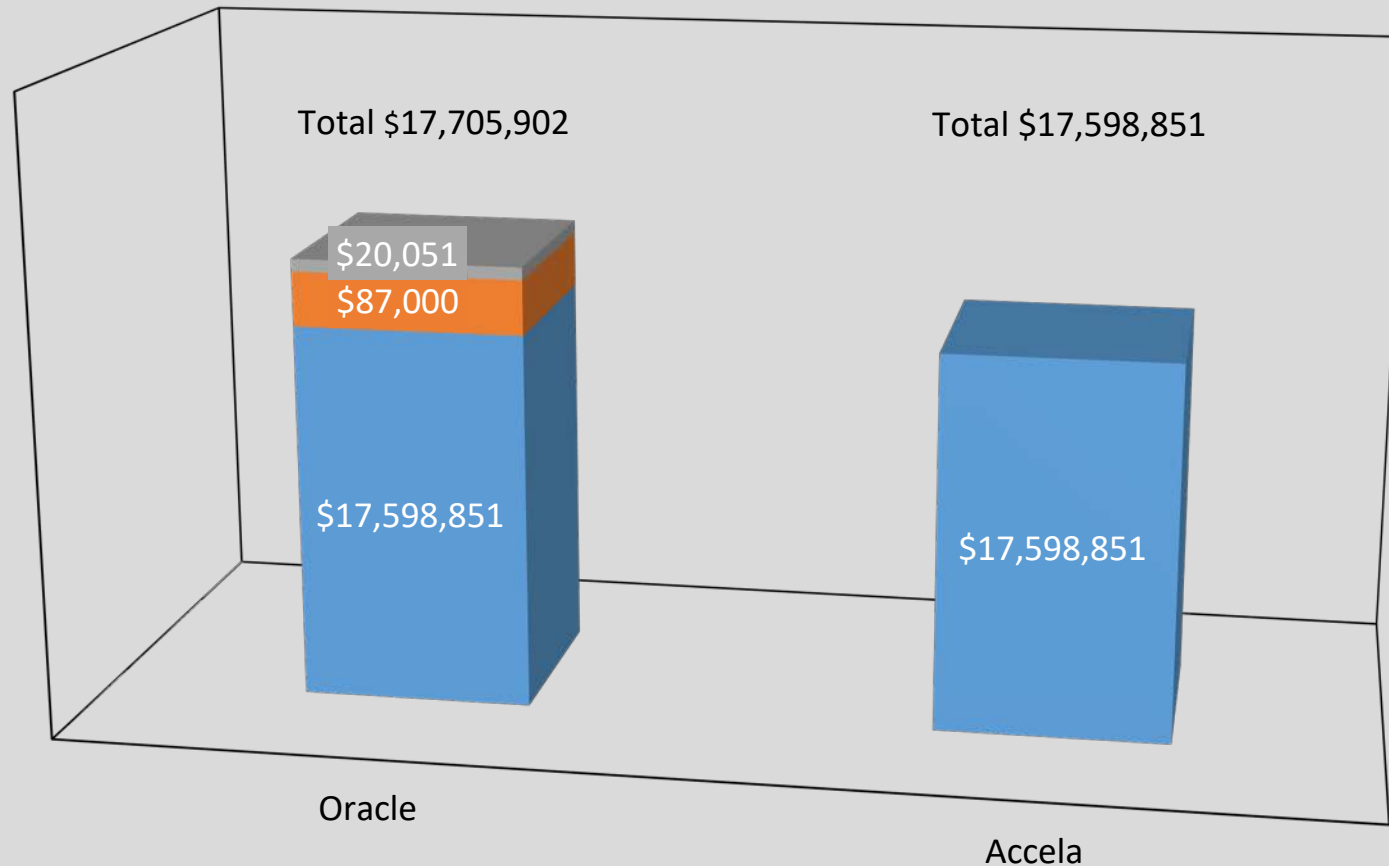 Total $17,705,902
Total $17,598,851
$20,051
$87,000
$17,598,851
$17,598,851
Oracle
Accela